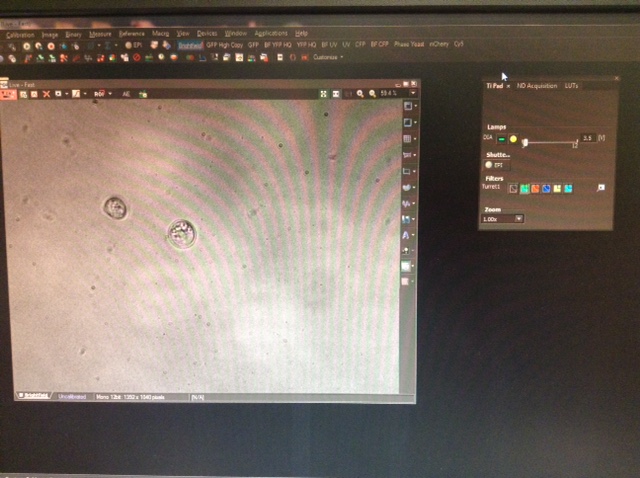 Calibration Image Binary Measure Reference Macro View Devices Window Applications Help
EPI Brightfield GFP High Copy GFP BF YFP HQ YFP HQ BF UV UV CFP BF CFP Phase Yeast mCherry Cy5
Customize
Live - Fast
ROI AE 59.4 %
Brightfield Uncalibrated Mono 12bit: 1392 x 1040 pixels [N/A]
Ti Pad ND Acquisition LUTs
Lamps
DIA 3.5 [V]
Shutte...
EPI
Filters
Turret1
Zoom
1.00x